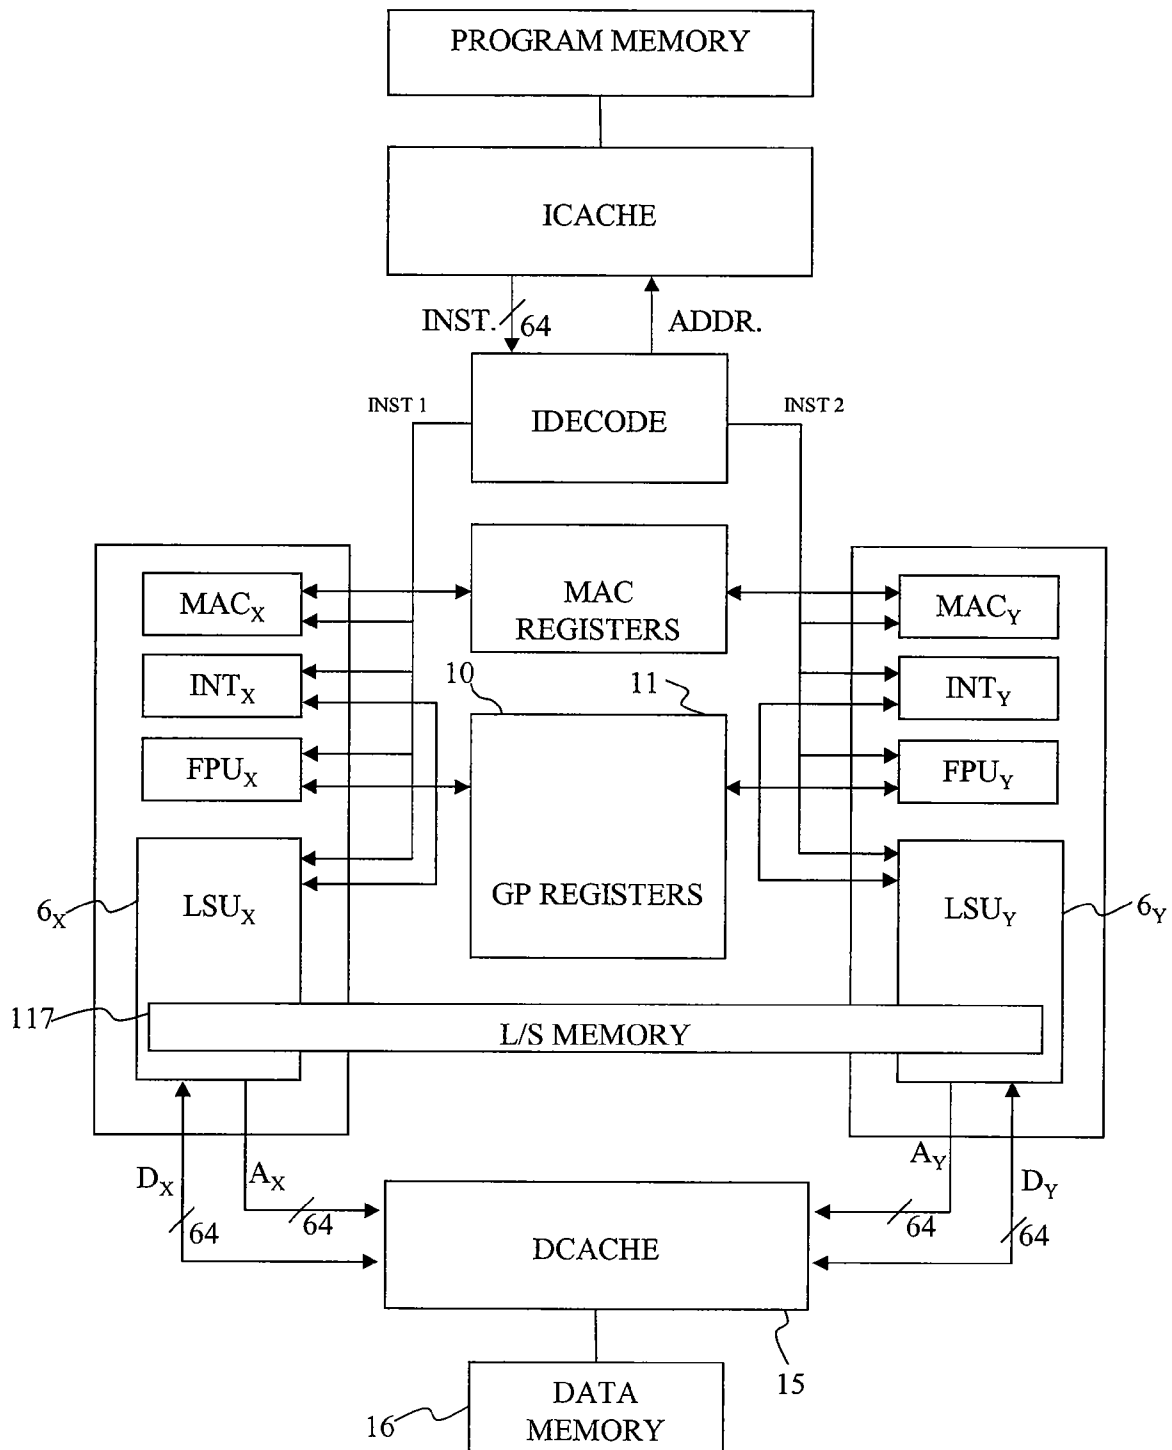 PROGRAM MEMORY
ICACHE
INST. 64 ADDR.
INST 1 IDECODE INST 2
MAC
REGISTERS
MACX MACY
INTX INTY
10 11
FPUX FPUY
GP REGISTERS
6X LSUX LSUY 6Y
117 L/S MEMORY
DX AX AY DY
64 64 64 64
DCACHE
15
DATA
MEMORY
16